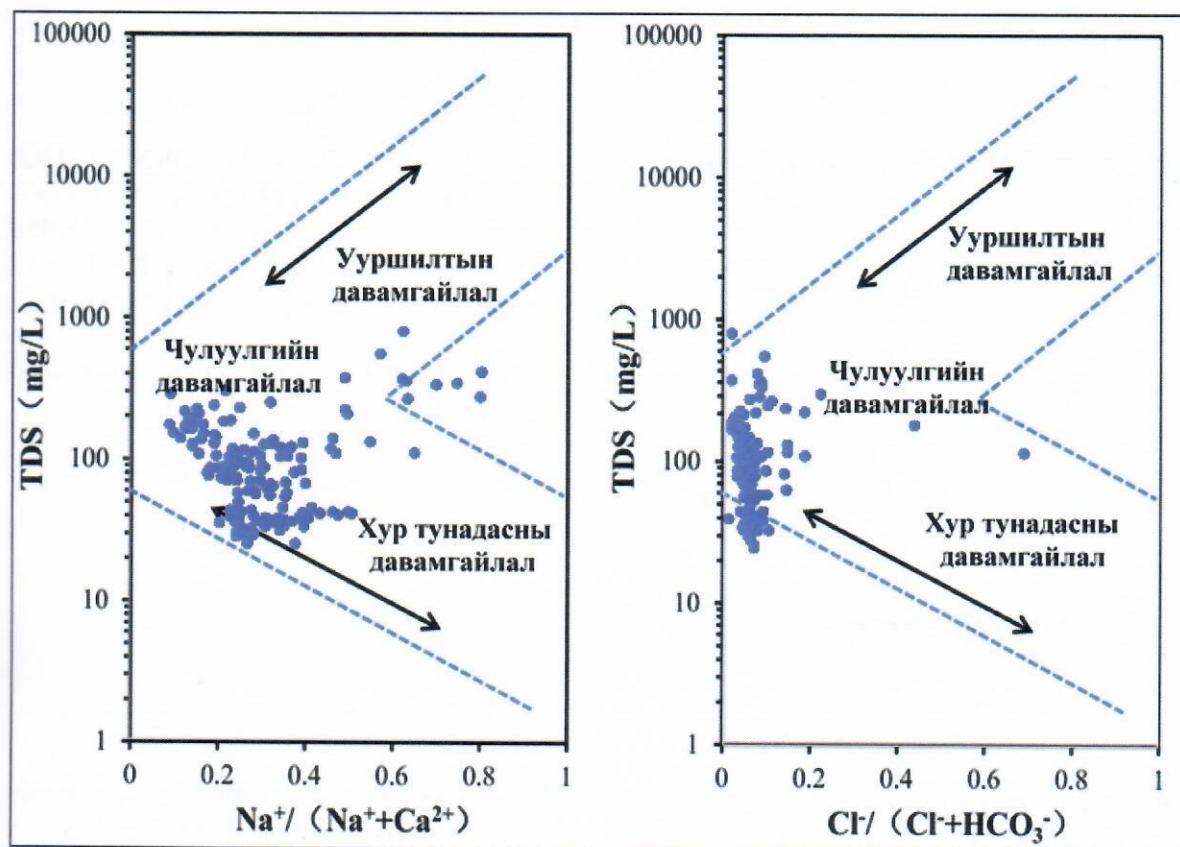 100000
10000
1000
100
10
1
TDS（mg/L）
Ууршилтын
давамгайлал
Чулуулгийн
давамгайлал
Хур тунадасны
давамгайлал
0 0.2 0.4 0.6 0.8 1
Na⁺/（Na⁺+Ca²⁺）
100000
10000
1000
100
10
1
TDS（mg/L）
Ууршилтын
давамгайлал
Чулуулгийн
давамгайлал
Хур тунадасны
давамгайлал
0 0.2 0.4 0.6 0.8 1
Cl⁻/（Cl⁻+HCO₃⁻）